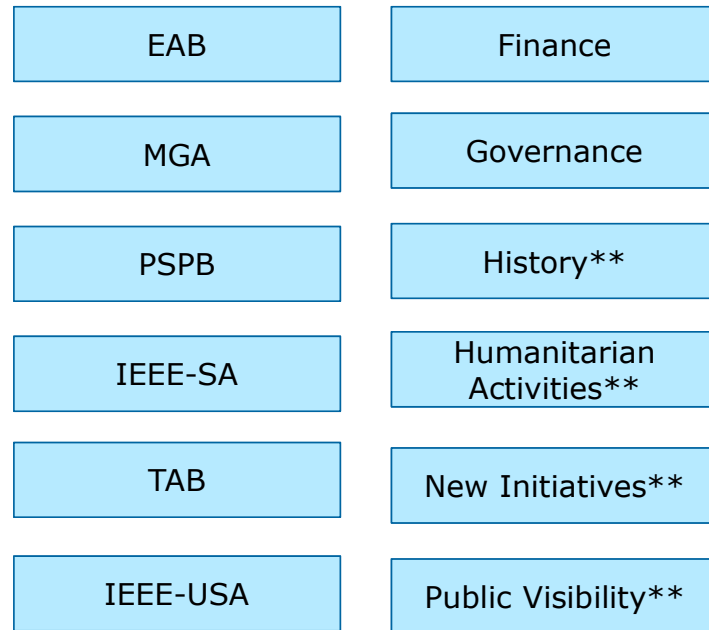 EAB
MGA
PSPB
IEEE-SA
TAB
IEEE-USA
Finance
Governance
History**
Humanitarian
Activities**
New Initiatives**
Public Visibility**